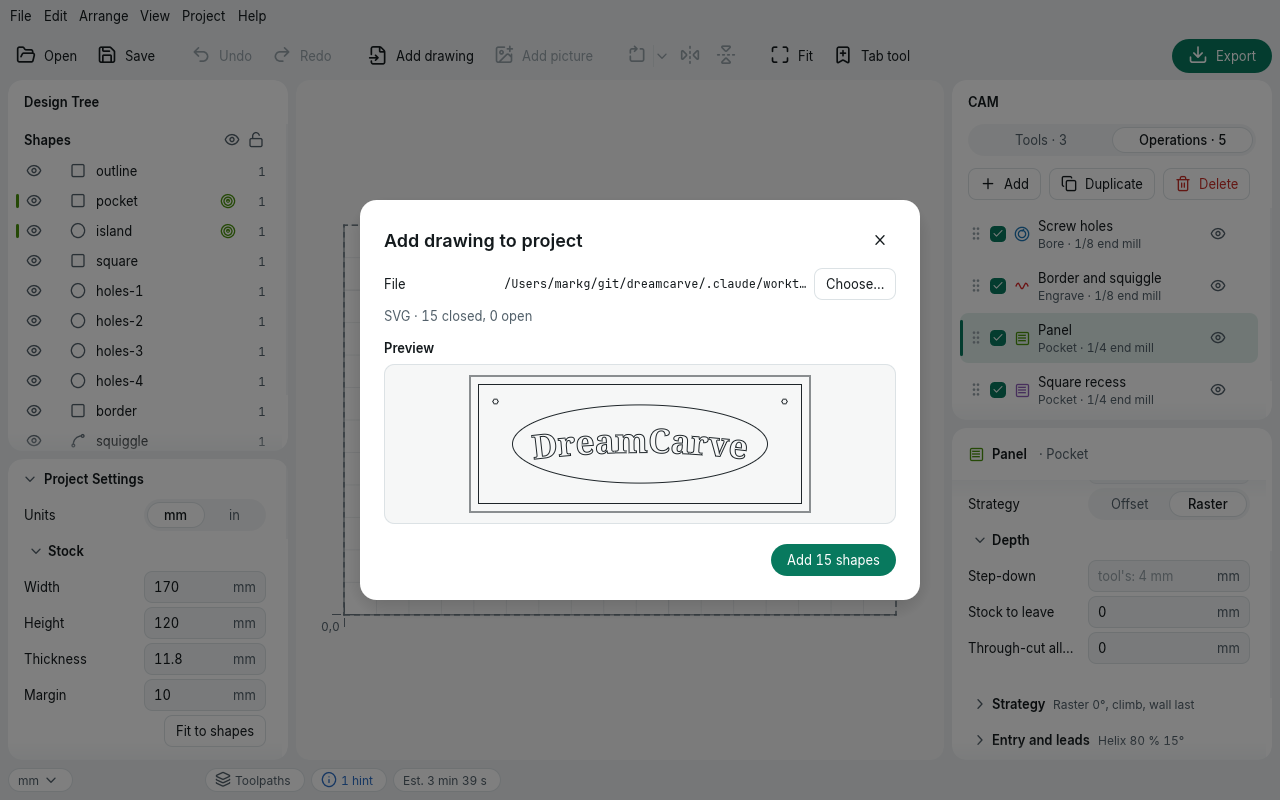 File Edit Arrange View Project Help
Open Save Undo Redo Add drawing Add picture Fit Tab tool Export
Design Tree
Shapes
outline 1
pocket 1
island 1
square 1
holes-1 1
holes-2 1
holes-3 1
holes-4 1
border 1
squiggle 1
Project Settings
Units mm in
Stock
Width 170 mm
Height 120 mm
Thickness 11.8 mm
Margin 10 mm
Fit to shapes
0,0
Add drawing to project
File /Users/markg/git/dreamcarve/.claude/workt… Choose…
SVG · 15 closed, 0 open
Preview
DreamCarve
Add 15 shapes
CAM
Tools · 3 Operations · 5
Add Duplicate Delete
Screw holes
Bore · 1/8 end mill
Border and squiggle
Engrave · 1/8 end mill
Panel
Pocket · 1/4 end mill
Square recess
Pocket · 1/4 end mill
Panel · Pocket
Strategy Offset Raster
Depth
Step-down tool's: 4 mm mm
Stock to leave 0 mm
Through-cut all… 0 mm
Strategy Raster 0°, climb, wall last
Entry and leads Helix 80 % 15°
mm Toolpaths 1 hint Est. 3 min 39 s